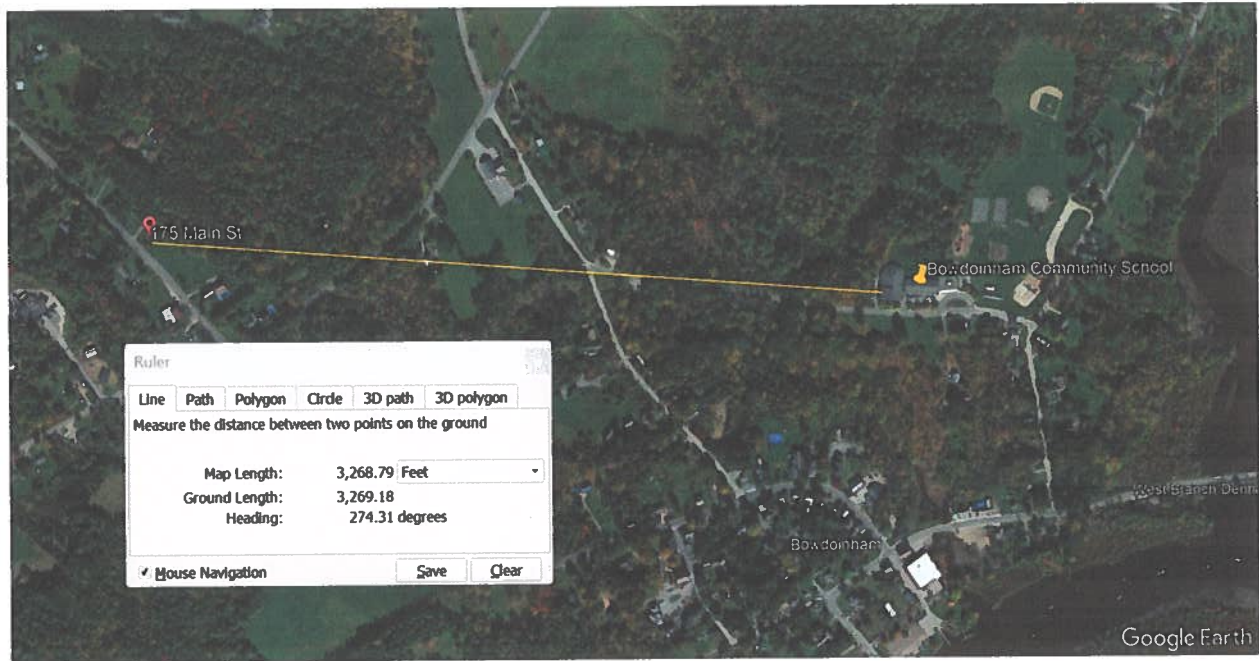 175 Main St
Bowdoinham Community School
Ruler
Line Path Polygon Circle 3D path 3D polygon
Measure the distance between two points on the ground
Map Length: 3,268.79 Feet
Ground Length: 3,269.18
Heading: 274.31 degrees
Mouse Navigation Save Clear
West Branch
Bowdoinham
Google Earth